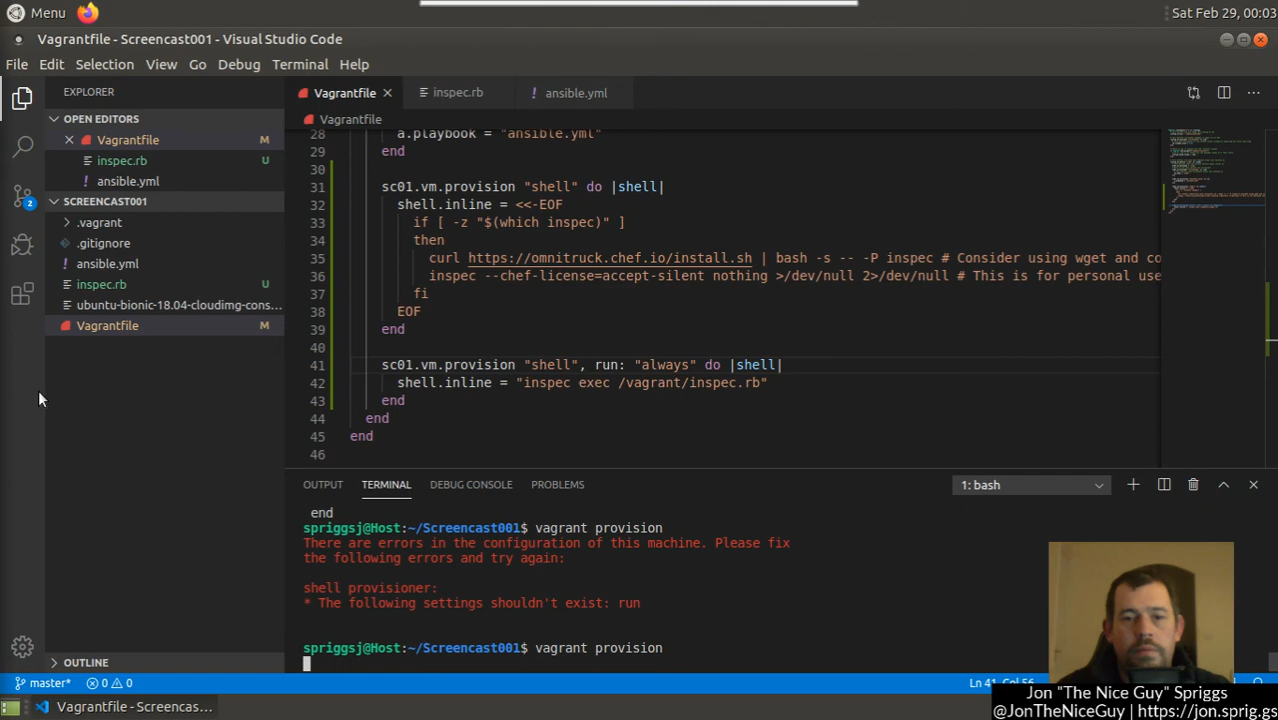 Menu
Sat Feb 29, 00:03
Vagrantfile - Screencast001 - Visual Studio Code
File Edit Selection View Go Debug Terminal Help
EXPLORER
Vagrantfile
inspec.rb
! ansible.yml
OPEN EDITORS
Vagrantfile
Vagrantfile M
inspec.rb U
! ansible.yml
SCREENCAST001
.vagrant
.gitignore
! ansible.yml
inspec.rb U
ubuntu-bionic-18.04-cloudimg-cons...
Vagrantfile M
2
28 a.playbook = "ansible.yml"
29 end
30
31 sc01.vm.provision "shell" do |shell|
32 shell.inline = <<-EOF
33 if [ -z "$(which inspec)" ]
34 then
35 curl https://omnitruck.chef.io/install.sh | bash -s -- -P inspec # Consider using wget and co
36 inspec --chef-license=accept-silent nothing >/dev/null 2>/dev/null # This is for personal use
37 fi
38 EOF
39 end
40
41 sc01.vm.provision "shell", run: "always" do |shell|
42 shell.inline = "inspec exec /vagrant/inspec.rb"
43 end
44 end
45 end
46
OUTPUT TERMINAL DEBUG CONSOLE PROBLEMS
1: bash
end
spriggsj@Host:~/Screencast001$ vagrant provision
There are errors in the configuration of this machine. Please fix
the following errors and try again:
shell provisioner:
* The following settings shouldn't exist: run
spriggsj@Host:~/Screencast001$ vagrant provision
OUTLINE
master* 0 0
Ln 41, Col 56
Vagrantfile - Screencas...
Jon "The Nice Guy" Spriggs
@JonTheNiceGuy | https://jon.sprig.gs